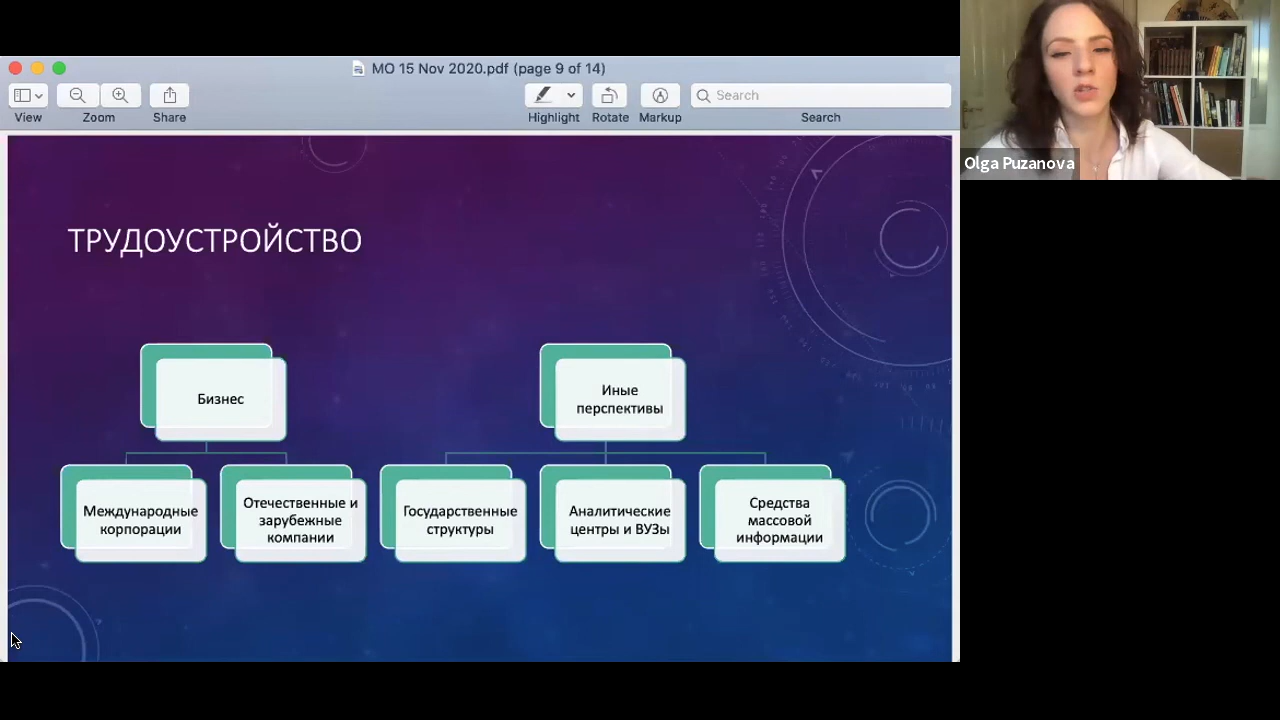 MO 15 Nov 2020.pdf (page 9 of 14)
View
Zoom
Share
Highlight
Rotate
Markup
Search
Search
Olga Puzanova
ТРУДОУСТРОЙСТВО
Бизнес
Иные
перспективы
Международные
корпорации
Отечественные и
зарубежные
компании
Государственные
структуры
Аналитические
центры и ВУЗы
Средства
массовой
информации